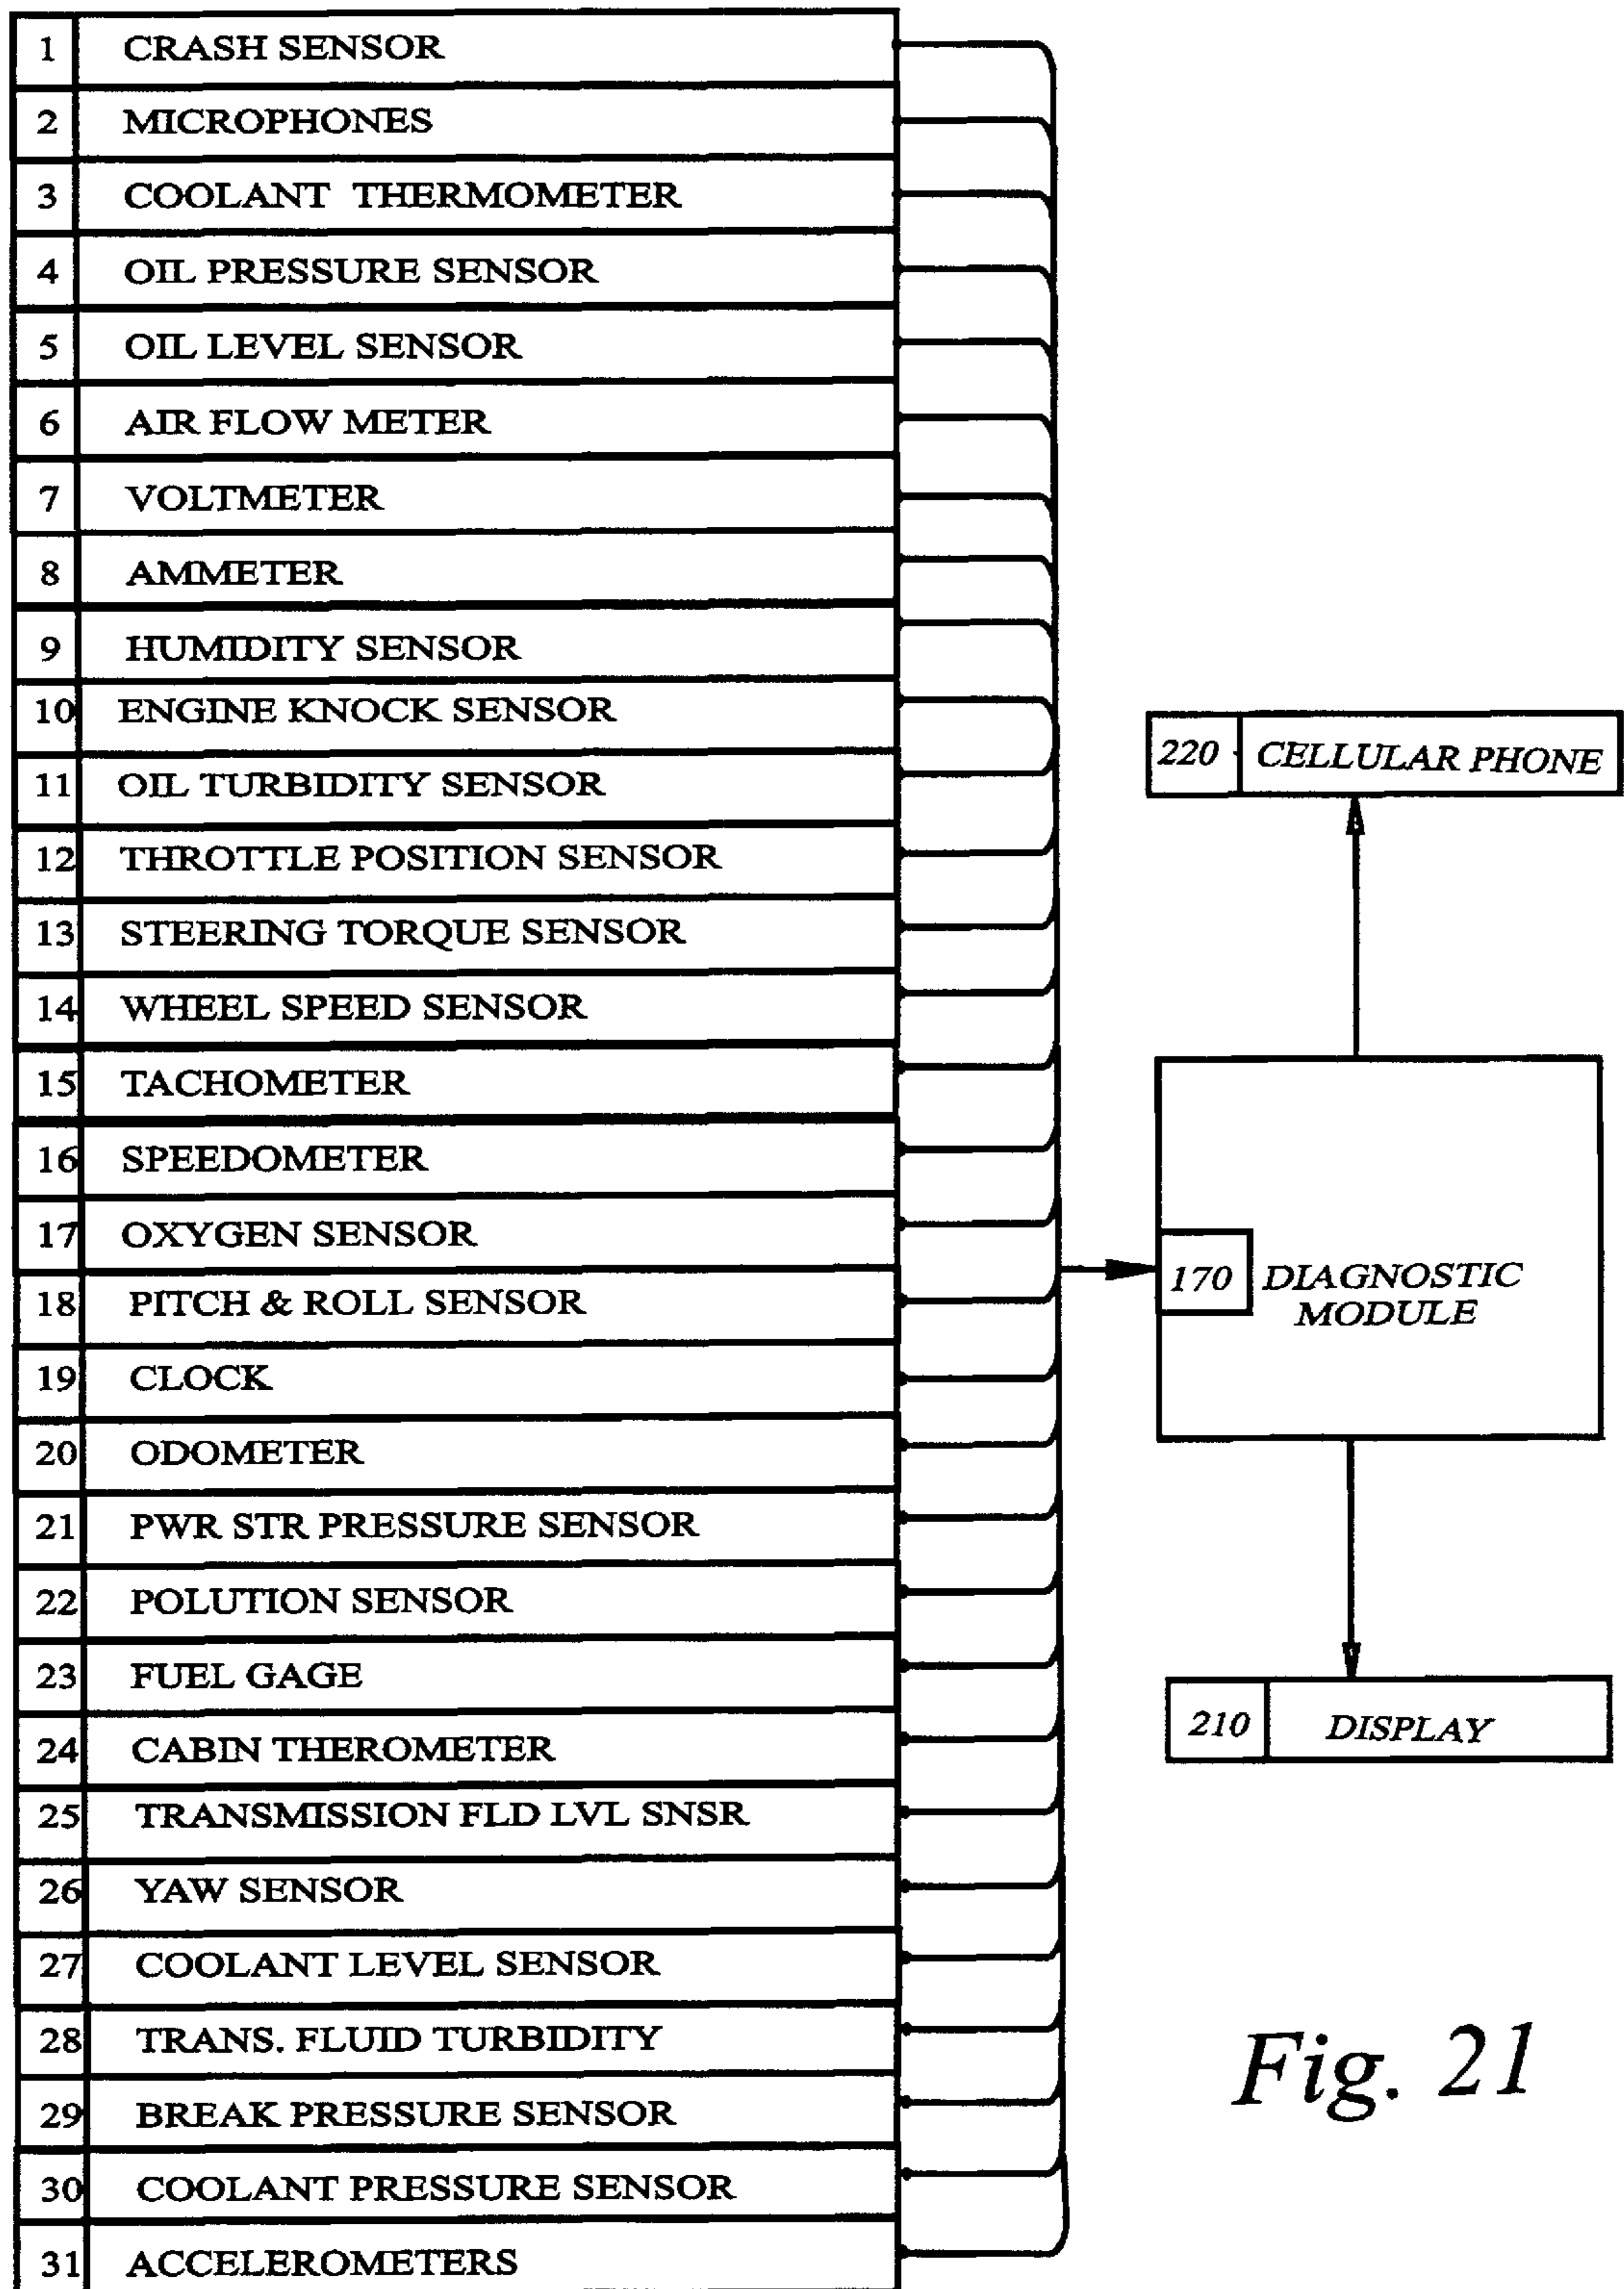 1 CRASH SENSOR
2 MICROPHONES
3 COOLANT THERMOMETER
4 OIL PRESSURE SENSOR
5 OIL LEVEL SENSOR
6 AIR FLOW METER
7 VOLTMETER
8 AMMETER
9 HUMIDITY SENSOR
10 ENGINE KNOCK SENSOR
11 OIL TURBIDITY SENSOR
12 THROTTLE POSITION SENSOR
13 STEERING TORQUE SENSOR
14 WHEEL SPEED SENSOR
15 TACHOMETER
16 SPEEDOMETER
17 OXYGEN SENSOR
18 PITCH & ROLL SENSOR
19 CLOCK
20 ODOMETER
21 PWR STR PRESSURE SENSOR
22 POLUTION SENSOR
23 FUEL GAGE
24 CABIN THEROMETER
25 TRANSMISSION FLD LVL SNSR
26 YAW SENSOR
27 COOLANT LEVEL SENSOR
28 TRANS. FLUID TURBIDITY
29 BREAK PRESSURE SENSOR
30 COOLANT PRESSURE SENSOR
31 ACCELEROMETERS
220 CELLULAR PHONE
170 DIAGNOSTIC
MODULE
210 DISPLAY
Fig. 21